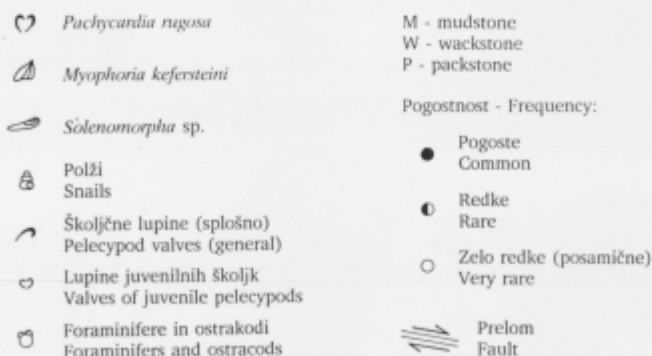 Pachycardia rugosa
Myophoria kefersteini
Solenomorpha sp.
Polži
Snails
Školjčne lupine (splošno)
Pelecypod valves (general)
Lupine juvenilnih školjk
Valves of juvenile pelecypods
Foraminifere in ostrakodi
Foraminifers and ostracods
M - mudstone
W - wackstone
P - packstone
Pogostnost - Frequency:
Pogoste
Common
Redke
Rare
Zelo redke (posamične)
Very rare
Prelom
Fault